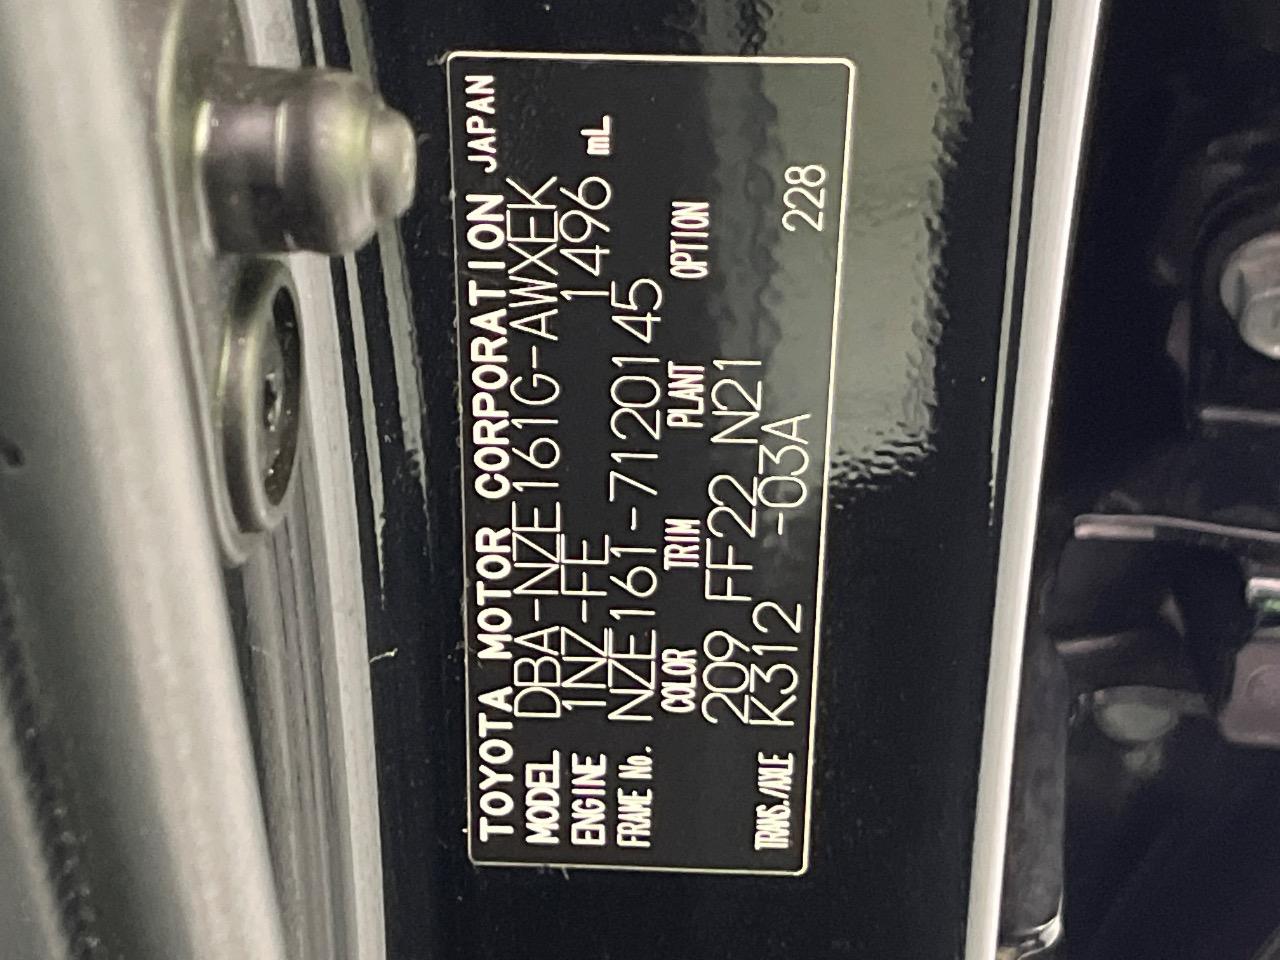 TOYOTA MOTOR CORPORATION JAPAN
MODEL DBA-NZE161G-AWXEK
ENGINE 1NZ-FE 1496 mL
FRAME No. NZE161-7120145
COLOR TRIM PLANT OPTION
209 FF22 N21
TRANS./AXLE K312 -03A 228